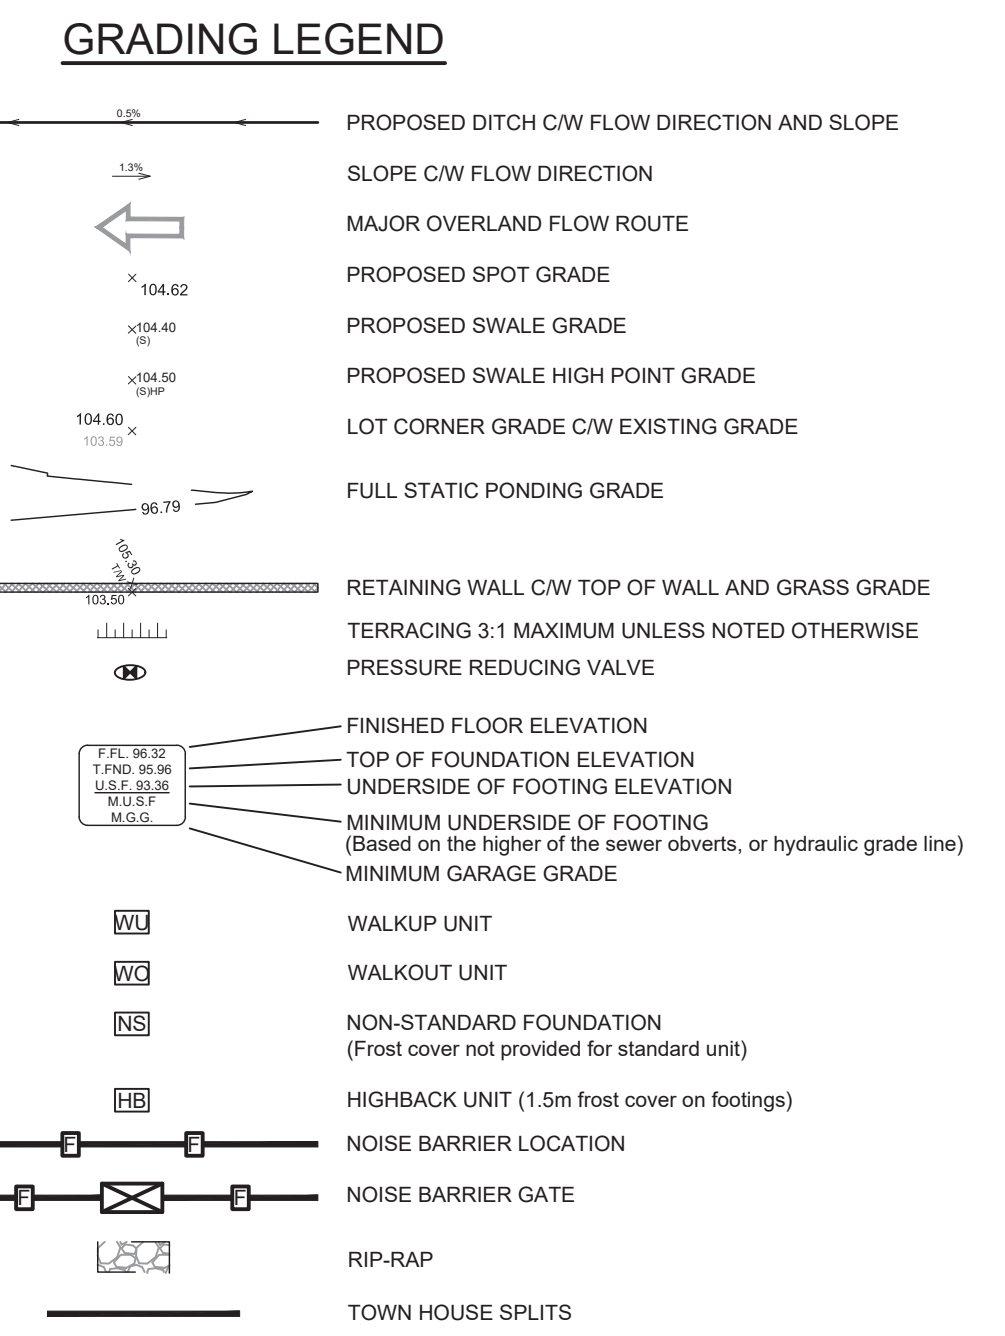 GRADING LEGEND
0.5%
PROPOSED DITCH C/W FLOW DIRECTION AND SLOPE
1.3%
SLOPE C/W FLOW DIRECTION
MAJOR OVERLAND FLOW ROUTE
104.62
PROPOSED SPOT GRADE
104.40
(S)
PROPOSED SWALE GRADE
104.50
(S)HP
PROPOSED SWALE HIGH POINT GRADE
104.60
103.59
LOT CORNER GRADE C/W EXISTING GRADE
96.79
FULL STATIC PONDING GRADE
105.30
T/W
103.50
RETAINING WALL C/W TOP OF WALL AND GRASS GRADE
TERRACING 3:1 MAXIMUM UNLESS NOTED OTHERWISE
PRESSURE REDUCING VALVE
F.FL. 96.32
T.FND. 95.96
U.S.F. 93.36
M.U.S.F
M.G.G.
FINISHED FLOOR ELEVATION
TOP OF FOUNDATION ELEVATION
UNDERSIDE OF FOOTING ELEVATION
MINIMUM UNDERSIDE OF FOOTING
(Based on the higher of the sewer obverts, or hydraulic grade line)
MINIMUM GARAGE GRADE
WU
WALKUP UNIT
WO
WALKOUT UNIT
NS
NON-STANDARD FOUNDATION
(Frost cover not provided for standard unit)
HB
HIGHBACK UNIT (1.5m frost cover on footings)
F F
NOISE BARRIER LOCATION
F F
NOISE BARRIER GATE
RIP-RAP
TOWN HOUSE SPLITS